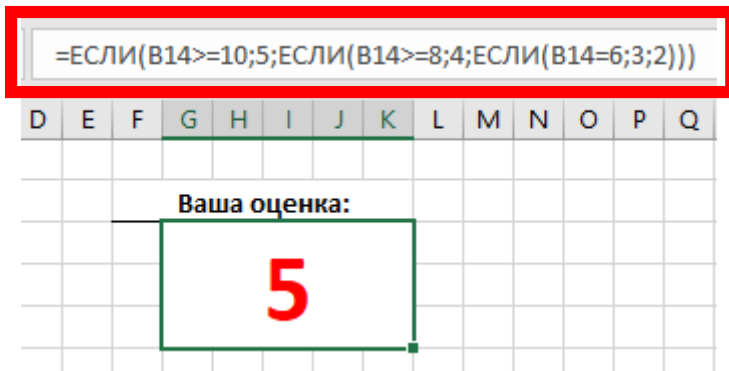 =ЕСЛИ(B14>=10;5;ЕСЛИ(B14>=8;4;ЕСЛИ(B14=6;3;2)))
D E F G H I J K L M N O P Q
Ваша оценка:
5